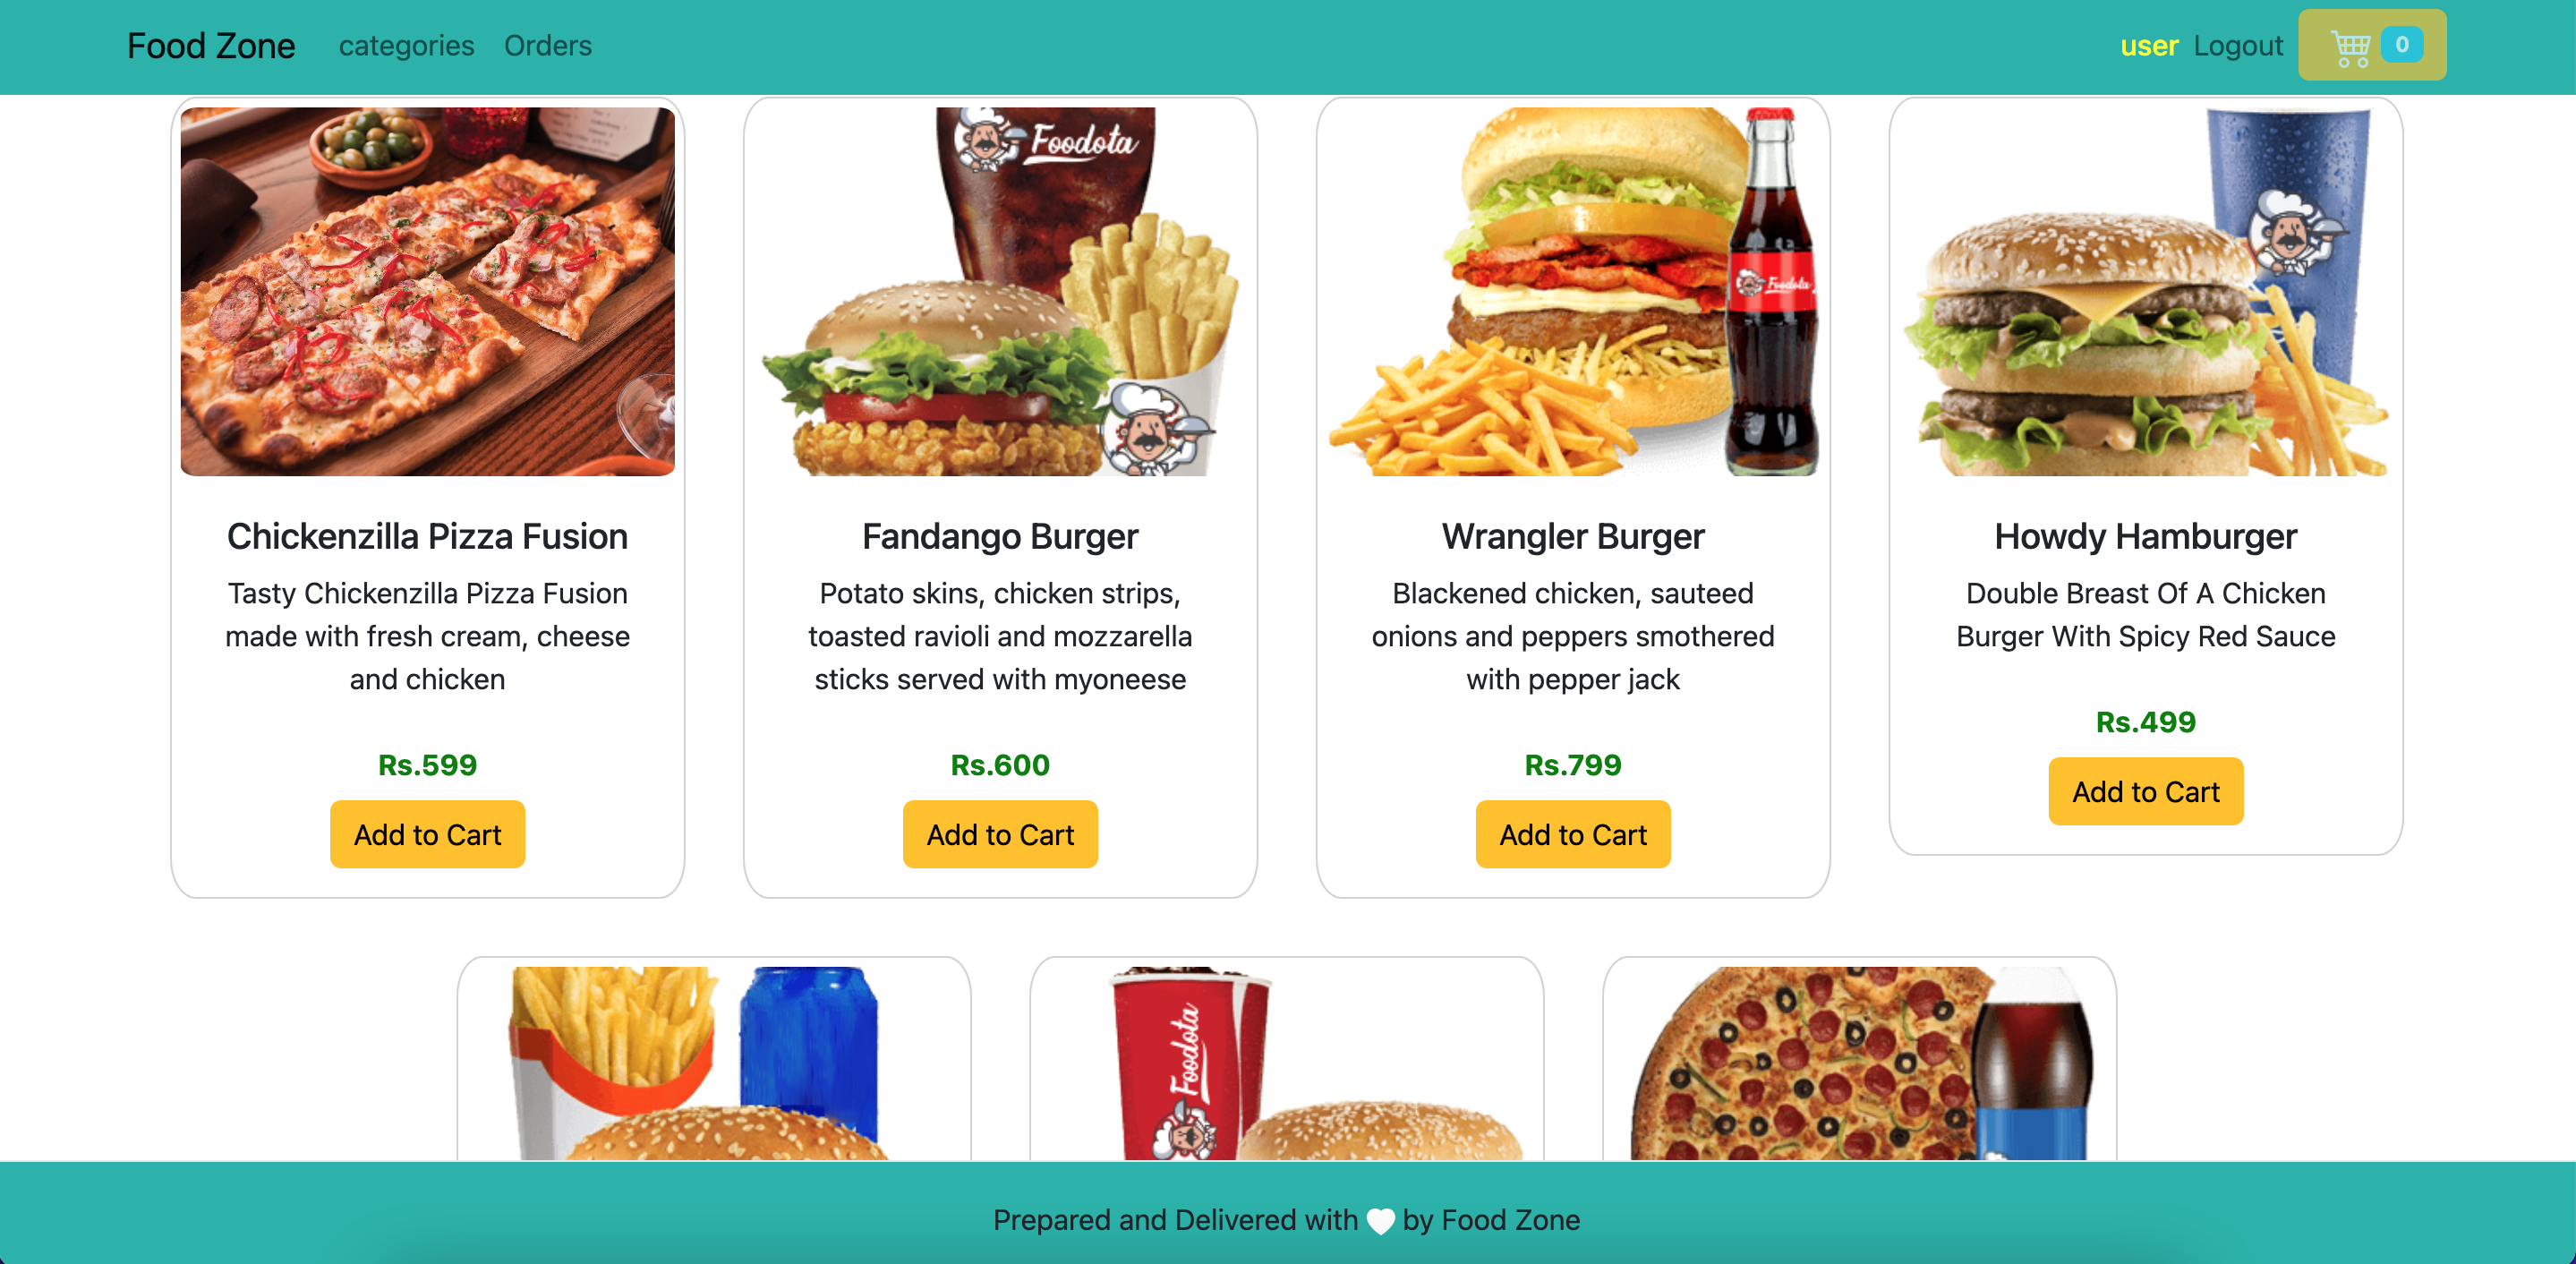 Food Zone categories Orders user Logout 0
Foodota
Foodota
Chickenzilla Pizza Fusion
Tasty Chickenzilla Pizza Fusion
made with fresh cream, cheese
and chicken
Rs.599
Add to Cart
Fandango Burger
Potato skins, chicken strips,
toasted ravioli and mozzarella
sticks served with myoneese
Rs.600
Add to Cart
Wrangler Burger
Blackened chicken, sauteed
onions and peppers smothered
with pepper jack
Rs.799
Add to Cart
Howdy Hamburger
Double Breast Of A Chicken
Burger With Spicy Red Sauce
Rs.499
Add to Cart
Foodota
Prepared and Delivered with 🤍 by Food Zone